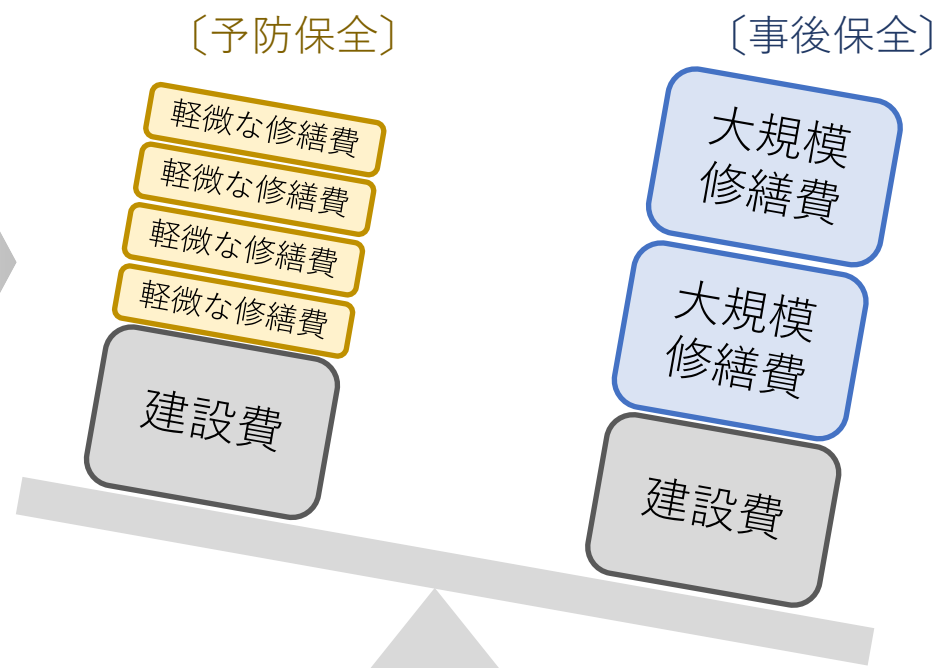 〔予防保全〕
軽微な修繕費
軽微な修繕費
軽微な修繕費
軽微な修繕費
建設費
〔事後保全〕
大規模
修繕費
大規模
修繕費
建設費